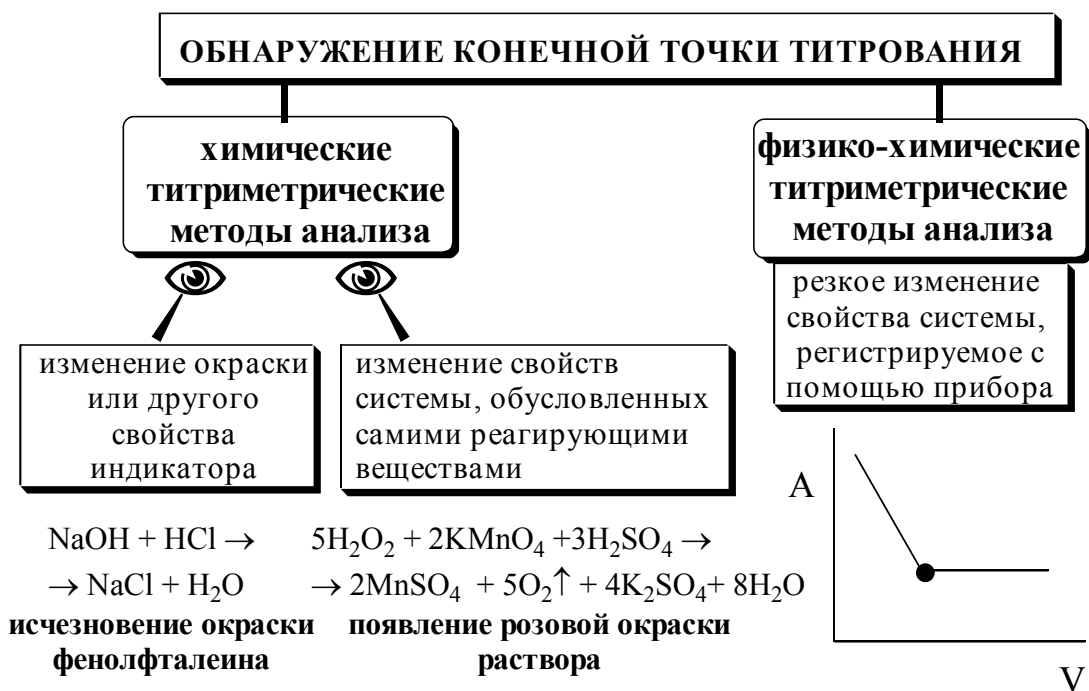 ОБНАРУЖЕНИЕ КОНЕЧНОЙ ТОЧКИ ТИТРОВАНИЯ
химические
титриметрические
методы анализа
физико-химические
титриметрические
методы анализа
изменение окраски
или другого
свойства
индикатора
изменение свойств
системы, обусловленных
самими реагирующими
веществами
резкое изменение
свойства системы,
регистрируемое с
помощью прибора
NaOH + HCl →
→ NaCl + H₂O
исчезновение окраски
фенолфталеина
5H₂O₂ + 2KMnO₄ +3H₂SO₄ →
→ 2MnSO₄ + 5O₂↑ + 4K₂SO₄+ 8H₂O
появление розовой окраски
раствора
A
V